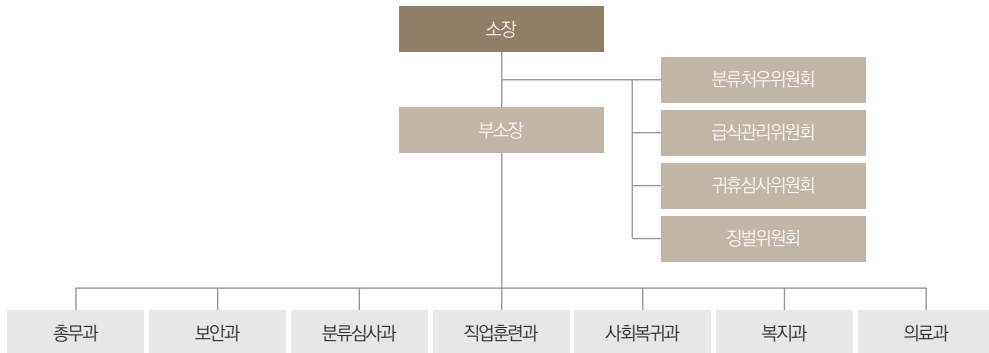 소장
분류처우위원회
부소장
급식관리위원회
귀휴심사위원회
징벌위원회
총무과
보안과
분류심사과
직업훈련과
사회복귀과
복지과
의료과